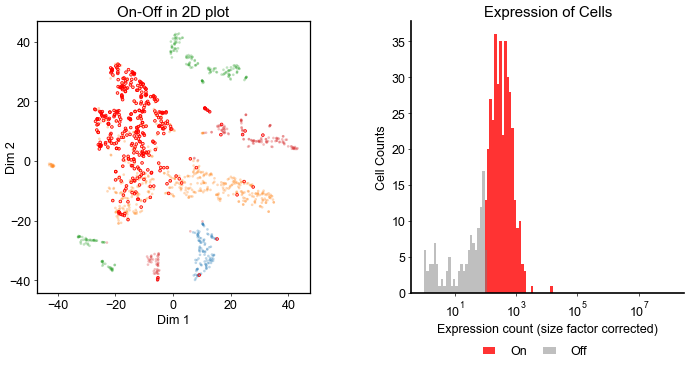 On-Off in 2D plot
Expression of Cells
Dim 2
40
20
0
−20
−40
−40 −20 0 20 40
Dim 1
Cell Counts
35
30
25
20
15
10
5
0
10^1 10^3 10^5 10^7
Expression count (size factor corrected)
On Off